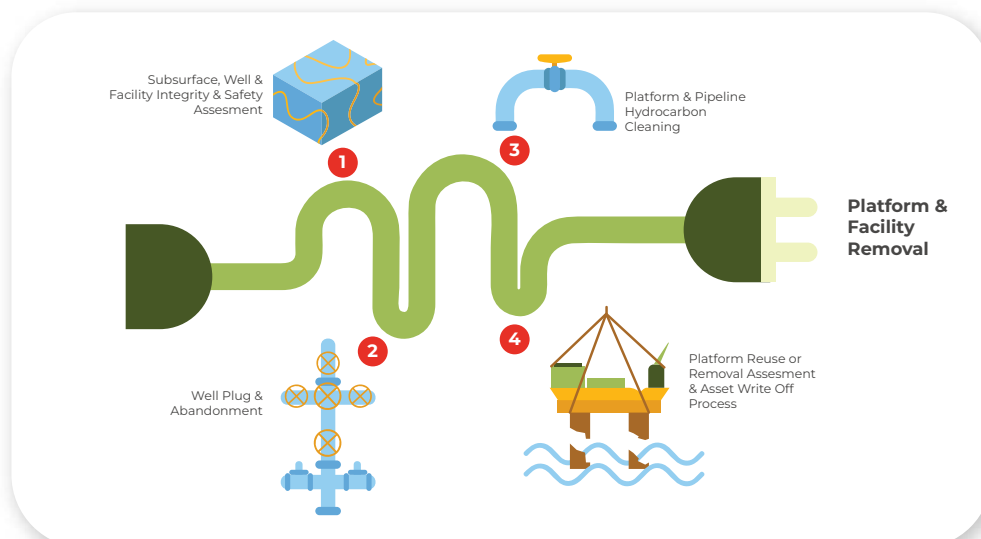 Subsurface, Well &
Facility Integrity & Safety
Assesment
1
3
Platform & Pipeline
Hydrocarbon
Cleaning
Platform &
Facility
Removal
2
Well Plug &
Abandonment
4
Platform Reuse or
Removal Assesment
& Asset Write Off
Process